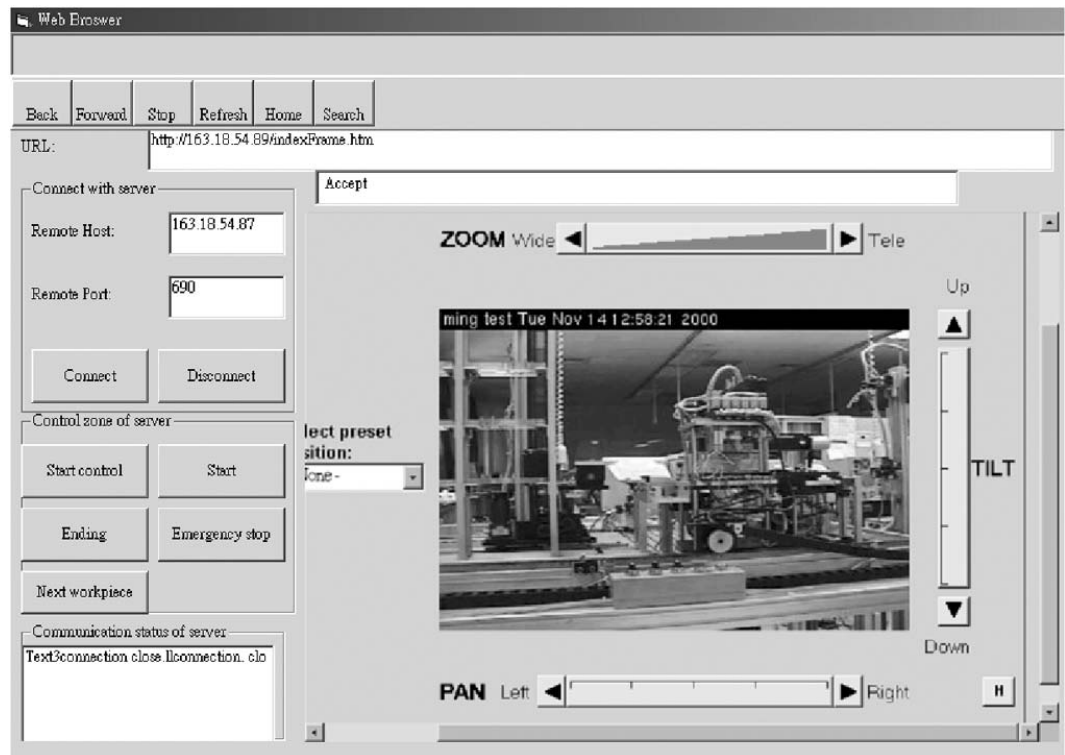 Web Broswer
Back Forward Stop Refresh Home Search
URL: http://163.18.54.89/indexFrame.htm
Accept
Connect with server
Remote Host: 163.18.54.87
Remote Port: 690
Connect Disconnect
Control zone of server
Start control Start
Ending Emergency stop
Next workpiece
Communication status of server
Text3connection close.llconnection. clo
ZOOM Wide Tele
Up
ming test Tue Nov 14 12:58:21 2000
lect preset
sition:
None -
TILT
Down
PAN Left Right H